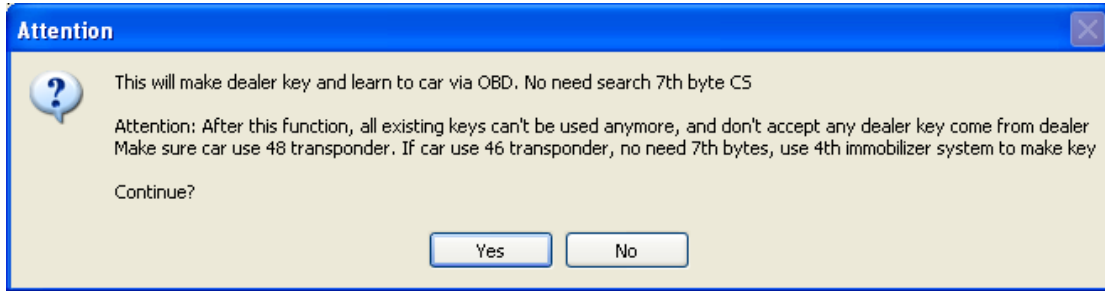 Attention
This will make dealer key and learn to car via OBD. No need search 7th byte CS
Attention: After this function, all existing keys can't be used anymore, and don't accept any dealer key come from dealer
Make sure car use 48 transponder. If car use 46 transponder, no need 7th bytes, use 4th immobilizer system to make key
Continue?
Yes No